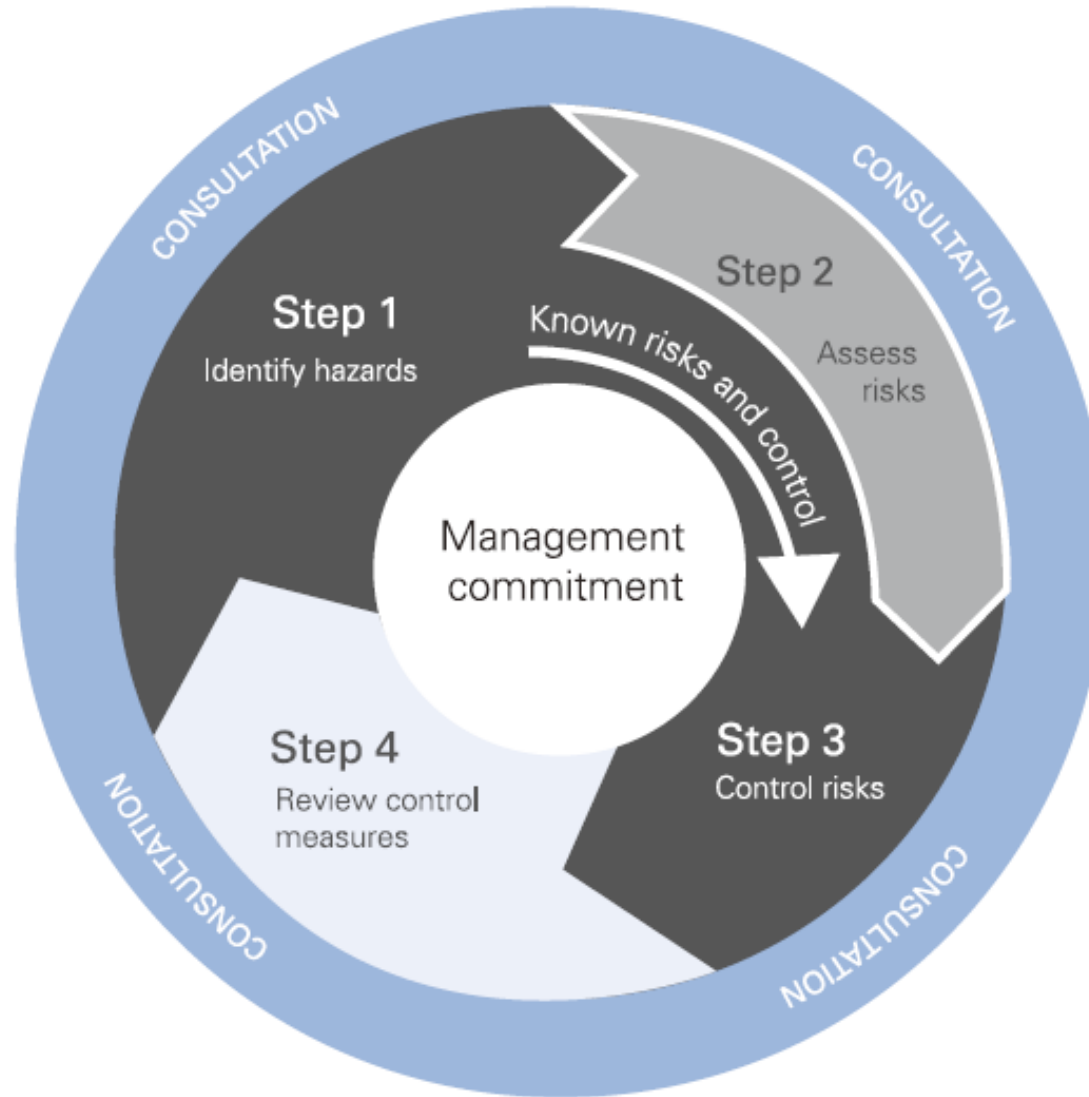 CONSULTATION
CONSULTATION
Step 1
Identify hazards
Step 2
Assess
risks
Known risks and control
Management
commitment
Step 3
Control risks
Step 4
Review control
measures
CONSULTATION
CONSULTATION